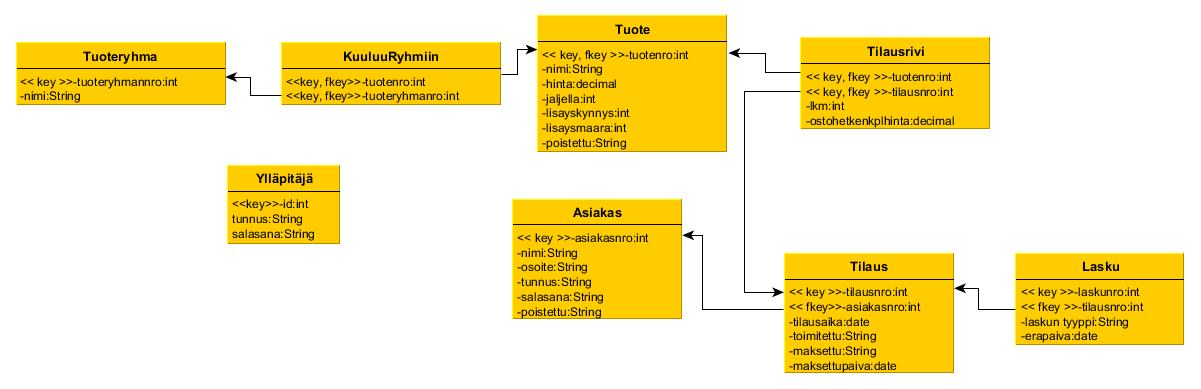 Tuoteryhma
<< key >>-tuoteryhmannro:int
-nimi:String
KuuluuRyhmiin
<<key, fkey>>-tuotenro:int
<<key, fkey>>-tuoteryhmanro:int
Tuote
<< key, fkey >>-tuotenro:int
-nimi:String
-hinta:decimal
-jaljella:int
-lisayskynnys:int
-lisaysmaara:int
-poistettu:String
Tilausrivi
<< key, fkey >>-tuotenro:int
<< key, fkey >>-tilausnro:int
-lkm:int
-ostohetkenkplhinta:decimal
Ylläpitäjä
<<key>>-id:int
tunnus:String
salasana:String
Asiakas
<< key >>-asiakasnro:int
-nimi:String
-osoite:String
-tunnus:String
-salasana:String
-poistettu:String
Tilaus
<< key >>-tilausnro:int
<< fkey>>-asiakasnro:int
-tilausaika:date
-toimitettu:String
-maksettu:String
-maksettupaiva:date
Lasku
<< key >>-laskunro:int
<< fkey >>-tilausnro:int
-laskun tyyppi:String
-erapaiva:date